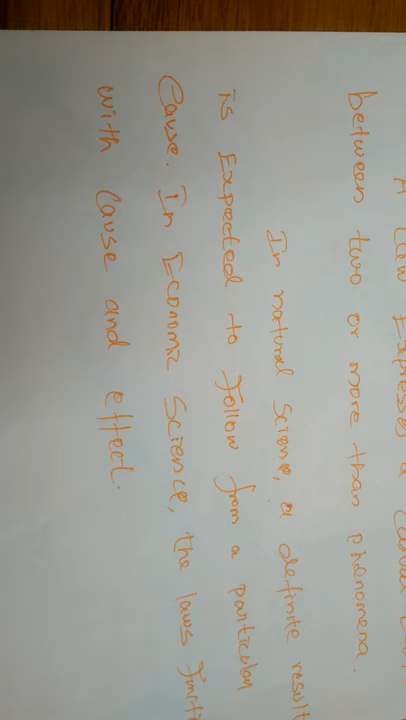 A Law Expresses a Causal
between two or more than phenomena.
In natural Science, a definite result
is Expected to follow from a particular
Cause. In Economic Science, the laws
with Cause and effect.